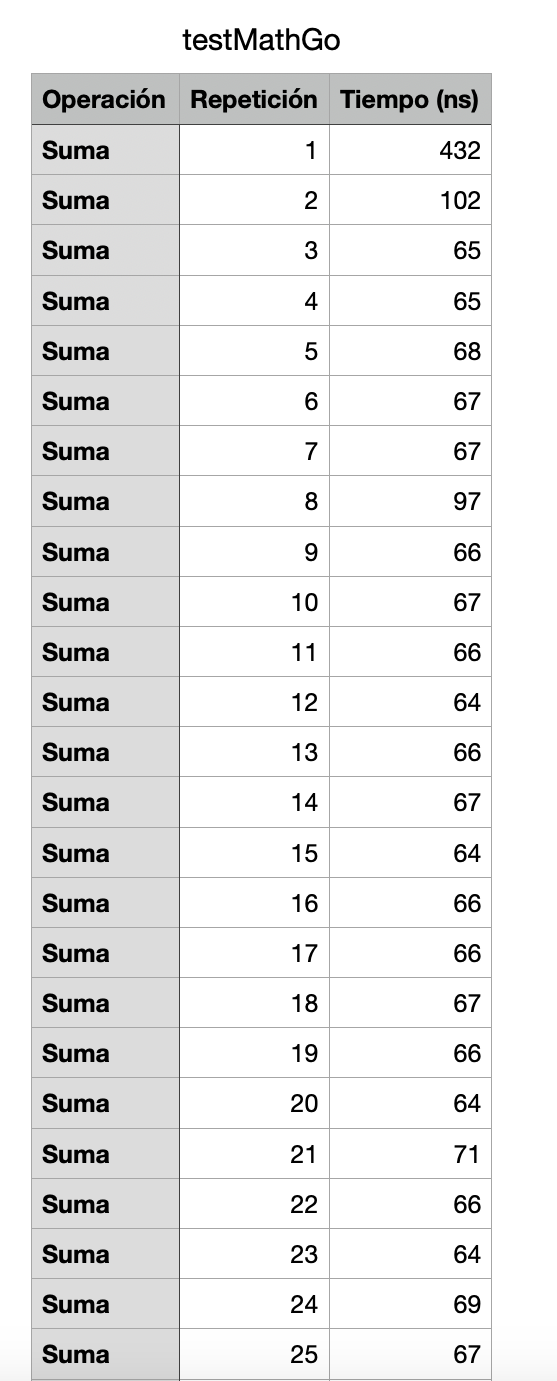 testMathGo
Operación Repetición Tiempo (ns)
Suma 1 432
Suma 2 102
Suma 3 65
Suma 4 65
Suma 5 68
Suma 6 67
Suma 7 67
Suma 8 97
Suma 9 66
Suma 10 67
Suma 11 66
Suma 12 64
Suma 13 66
Suma 14 67
Suma 15 64
Suma 16 66
Suma 17 66
Suma 18 67
Suma 19 66
Suma 20 64
Suma 21 71
Suma 22 66
Suma 23 64
Suma 24 69
Suma 25 67